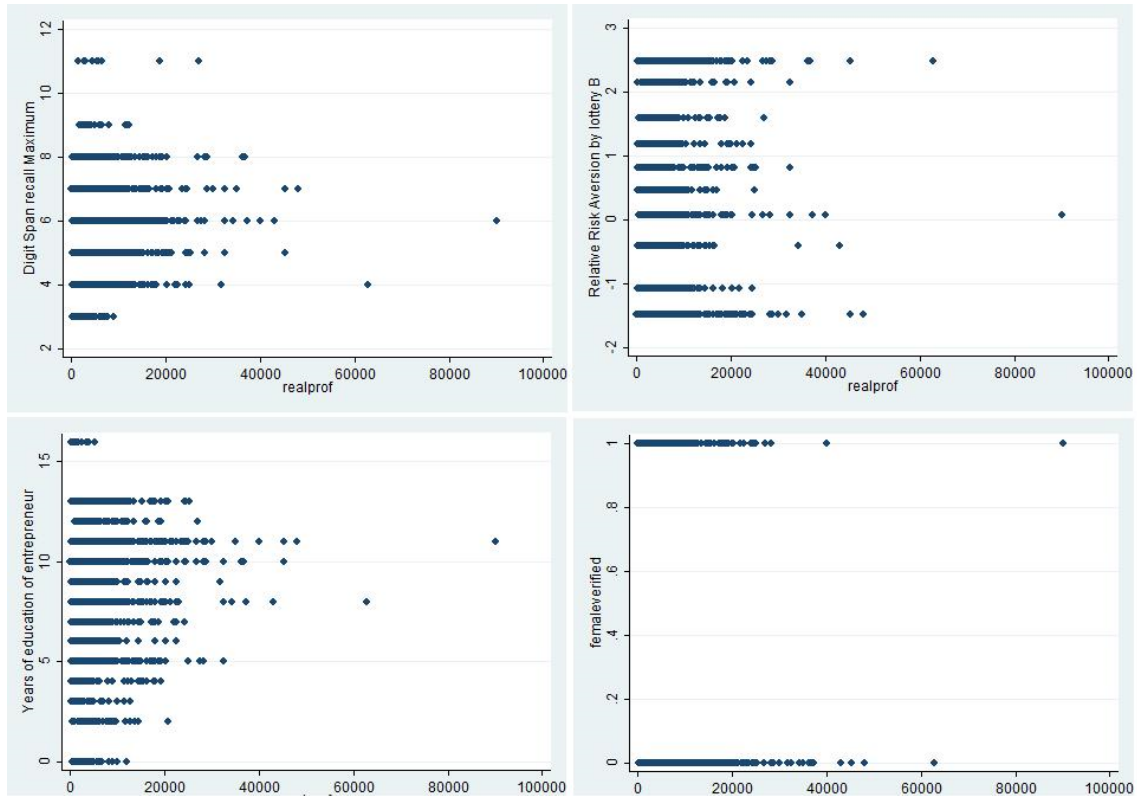 Digit Span recall Maximum
12
10
8
6
4
2
0 20000 40000 60000 80000 100000
realprof
Relative Risk Aversion by lottery B
3
2
1
0
-1
-2
0 20000 40000 60000 80000 100000
realprof
Years of education of entrepreneur
15
10
5
0
0 20000 40000 60000 80000 100000
femaleverified
1
.8
.6
.4
.2
0
0 20000 40000 60000 80000 100000